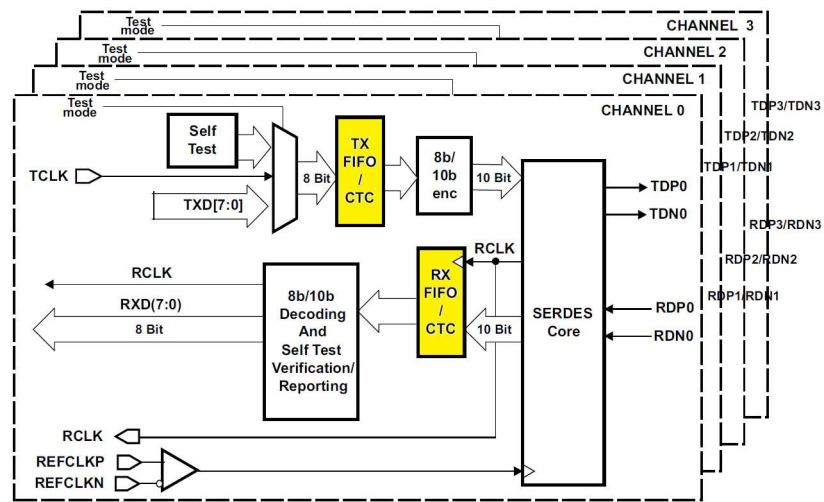 Test mode
CHANNEL 3
Test mode
CHANNEL 2
Test mode
CHANNEL 1
Test mode
CHANNEL 0
TDP3/TDN3
TDP2/TDN2
TDP1/TDN1
Self Test
TX FIFO / CTC
8b/ 10b enc
TCLK
8 Bit
10 Bit
TXD[7:0]
TDP0
TDN0
RDP3/RDN3
RDP2/RDN2
RDP1/RDN1
RCLK
RCLK
RXD(7:0)
8 Bit
8b/10b Decoding And Self Test Verification/ Reporting
RX FIFO / CTC
10 Bit
SERDES Core
RDP0
RDN0
RCLK
REFCLKP
REFCLKN